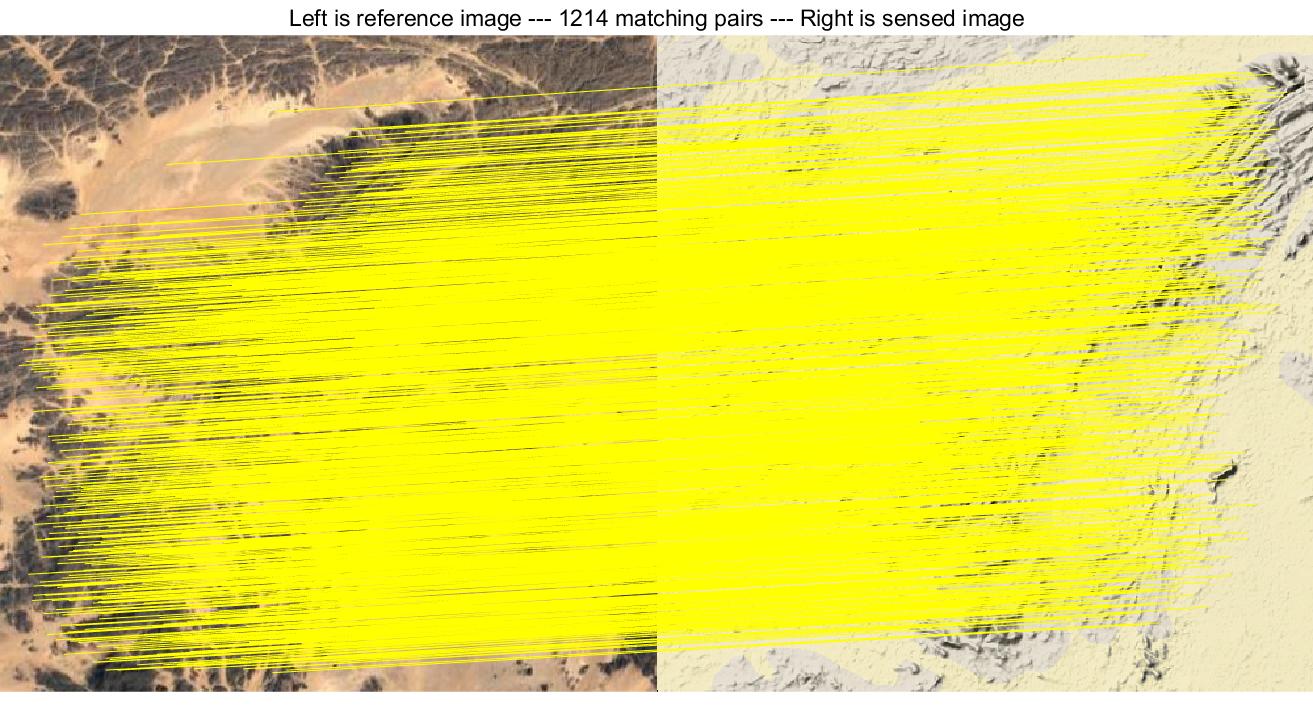 Left is reference image --- 1214 matching pairs --- Right is sensed image